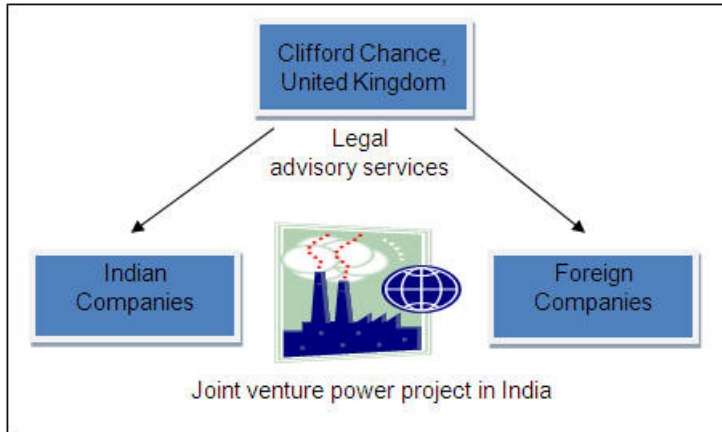 Clifford Chance,
United Kingdom
Legal
advisory services
Indian
Companies
Foreign
Companies
Joint venture power project in India